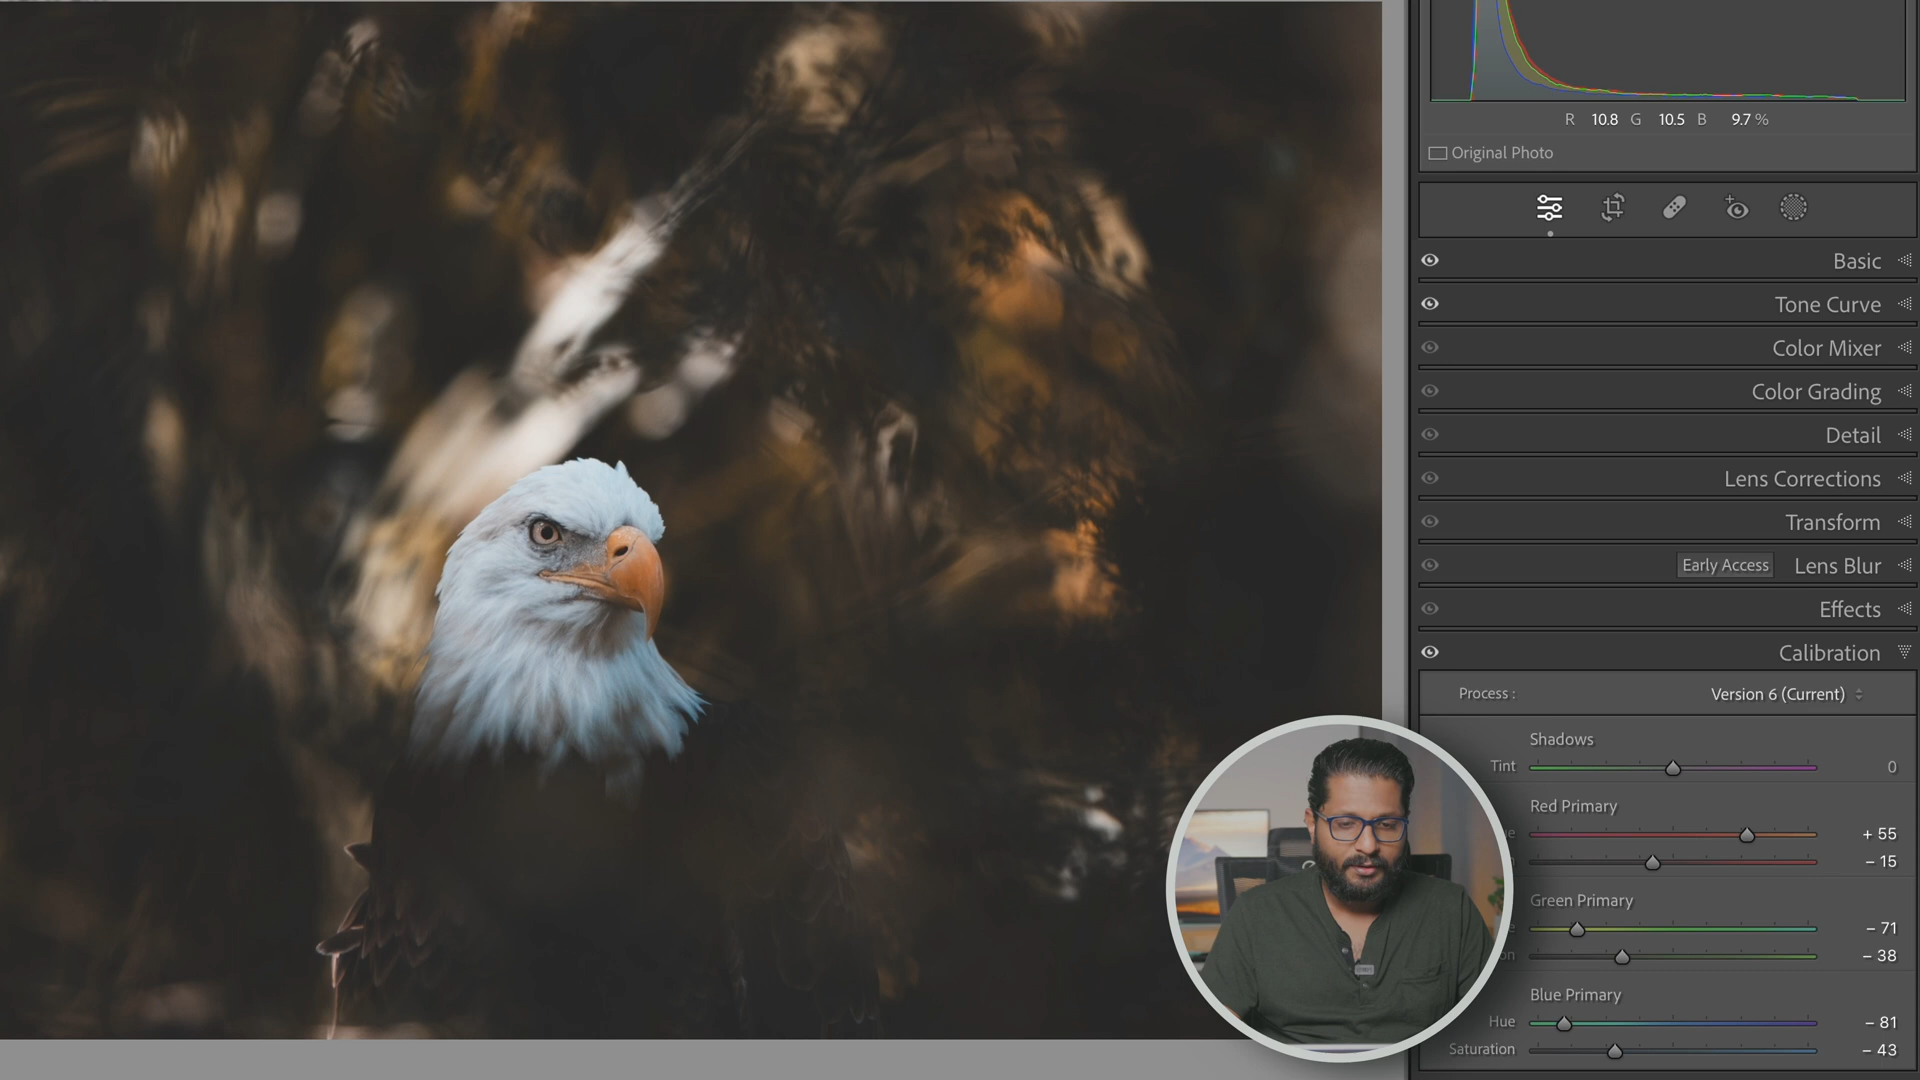 R 10.8 G 10.5 B 9.7 %
Original Photo
Basic
Tone Curve
Color Mixer
Color Grading
Detail
Lens Corrections
Transform
Early Access Lens Blur
Effects
Calibration
Process : Version 6 (Current)
Shadows
Tint 0
Red Primary
+ 55
- 15
Green Primary
- 71
- 38
Blue Primary
Hue - 81
Saturation - 43